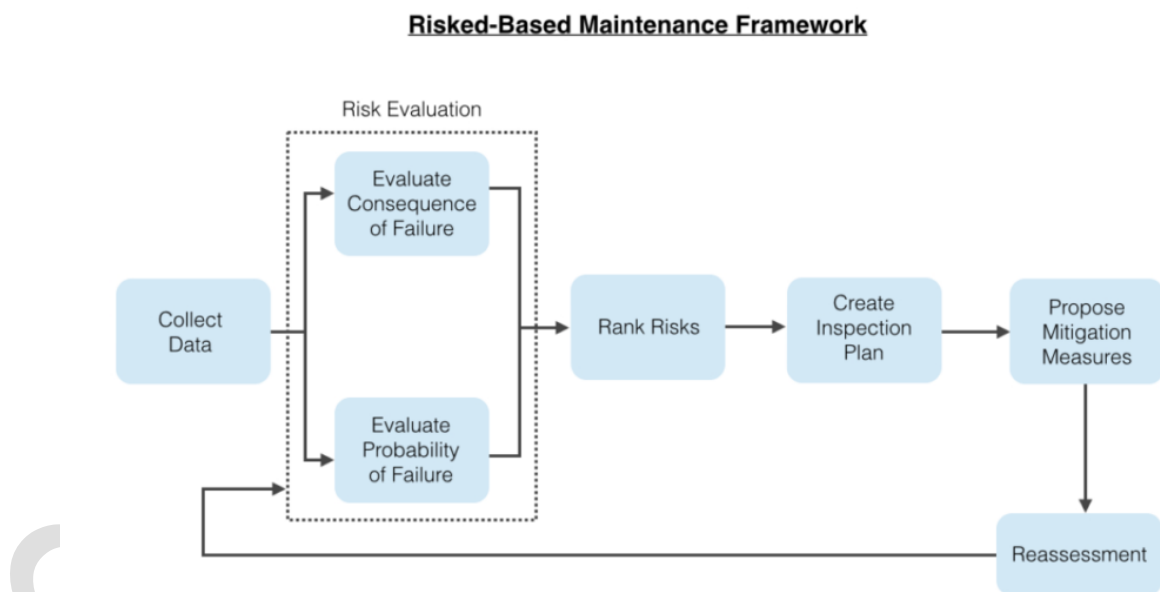 Risked-Based Maintenance Framework
Risk Evaluation
Evaluate
Consequence
of Failure
Collect
Data
Evaluate
Probability
of Failure
Rank Risks
Create
Inspection
Plan
Propose
Mitigation
Measures
Reassessment